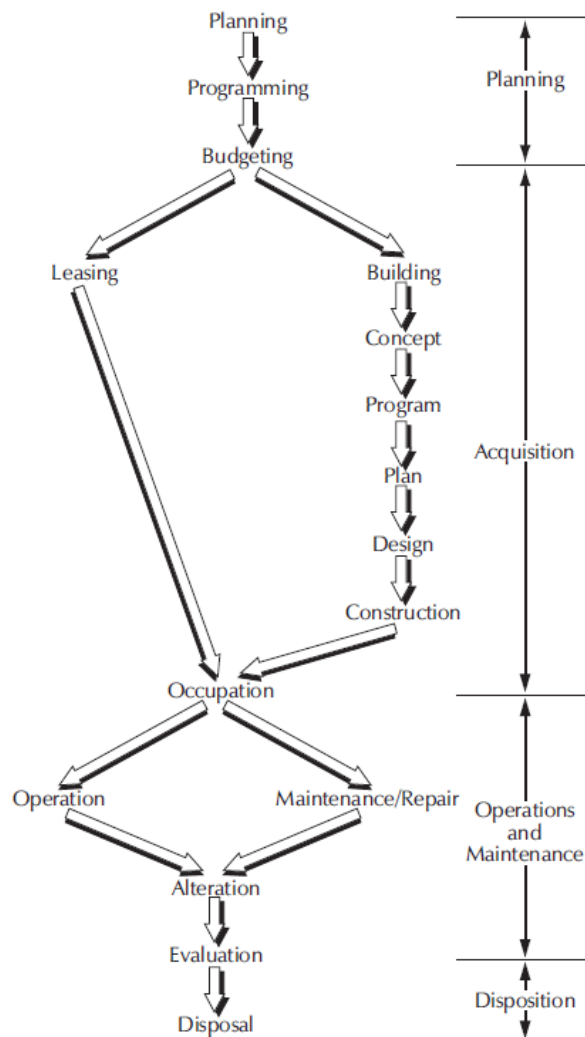 Planning
Programming
Planning
Budgeting
Leasing
Building
Concept
Program
Acquisition
Plan
Design
Construction
Occupation
Operation
Maintenance/Repair
Operations
and
Maintenance
Alteration
Evaluation
Disposition
Disposal